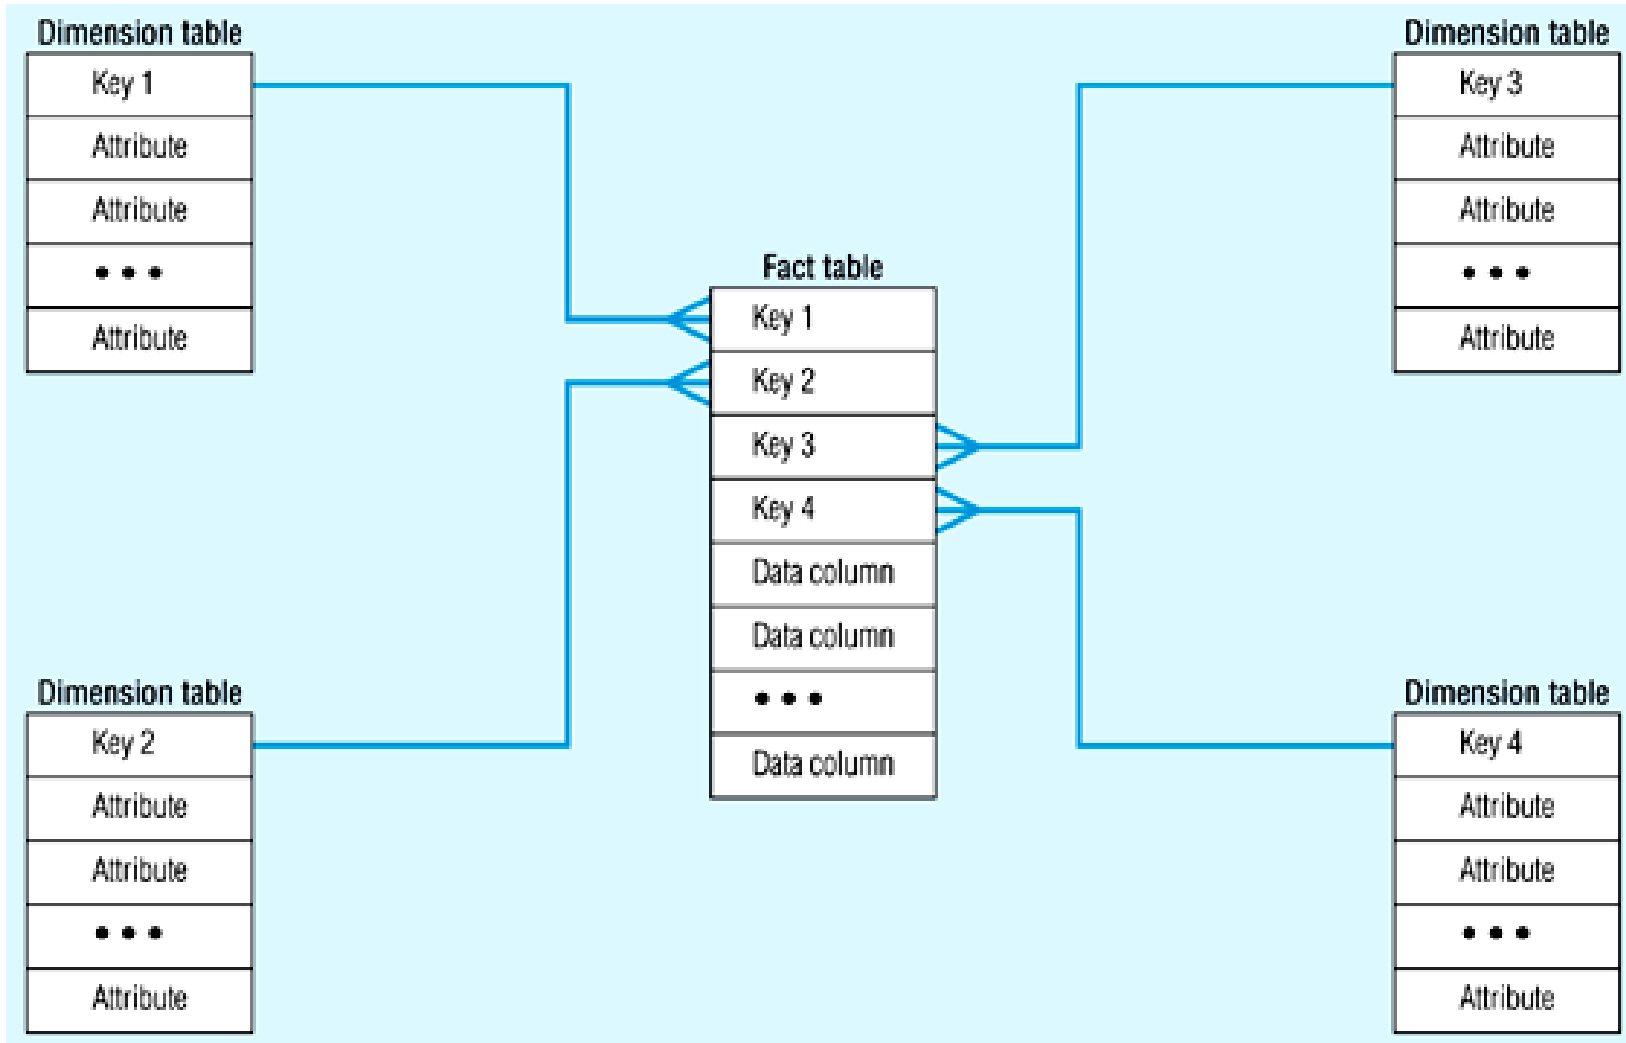 Dimension table
Key 1
Attribute
Attribute
• • •
Attribute
Dimension table
Key 3
Attribute
Attribute
• • •
Attribute
Fact table
Key 1
Key 2
Key 3
Key 4
Data column
Data column
• • •
Data column
Dimension table
Key 2
Attribute
Attribute
• • •
Attribute
Dimension table
Key 4
Attribute
Attribute
• • •
Attribute